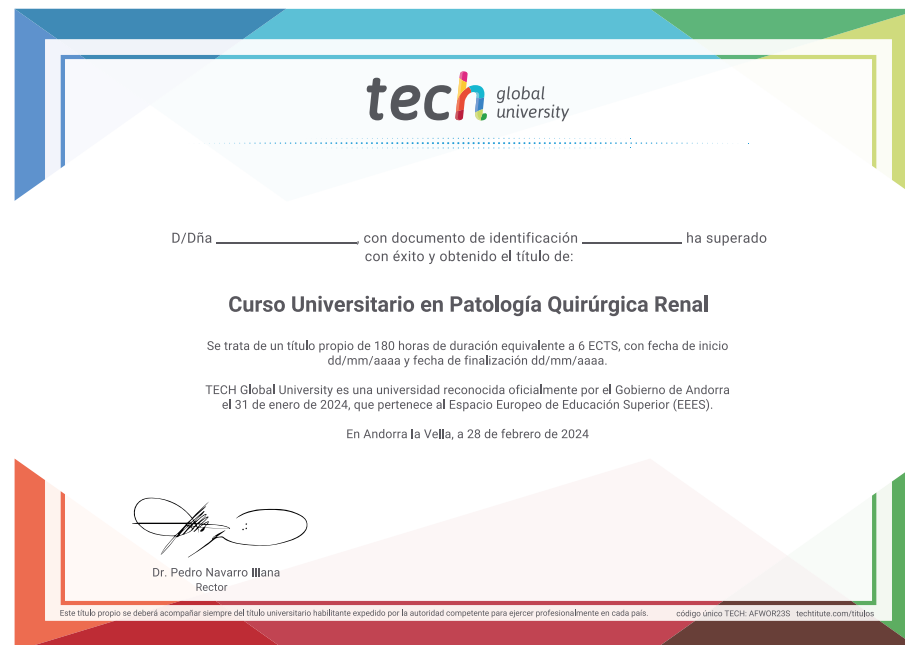 tech global university
D/Dña ____________________, con documento de identificación ______________ ha superado
con éxito y obtenido el título de:
Curso Universitario en Patología Quirúrgica Renal
Se trata de un título propio de 180 horas de duración equivalente a 6 ECTS, con fecha de inicio
dd/mm/aaaa y fecha de finalización dd/mm/aaaa.
TECH Global University es una universidad reconocida oficialmente por el Gobierno de Andorra
el 31 de enero de 2024, que pertenece al Espacio Europeo de Educación Superior (EEES).
En Andorra la Vella, a 28 de febrero de 2024
Dr. Pedro Navarro Illana
Rector
Este título propio se deberá acompañar siempre del título universitario habilitante expedido por la autoridad competente para ejercer profesionalmente en cada país. código único TECH: AFWOR23S techtitute.com/titulos